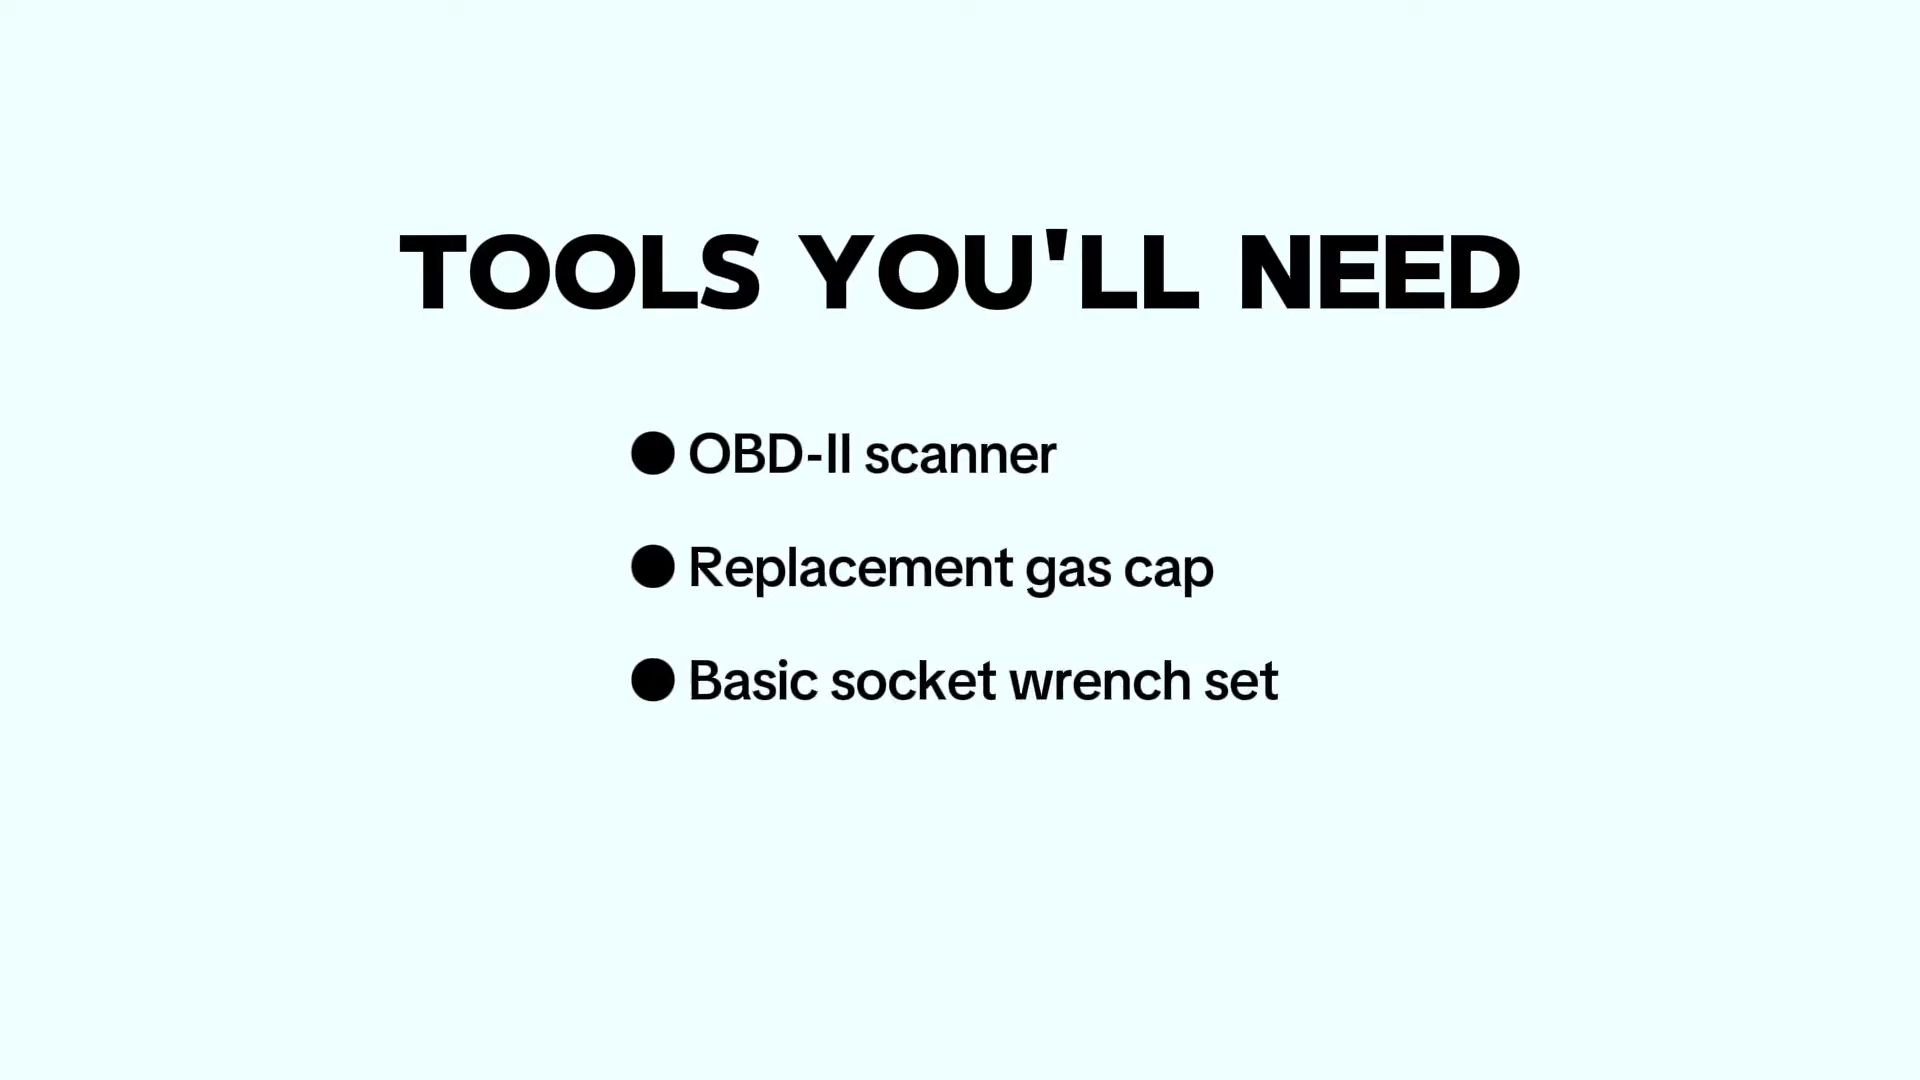 TOOLS YOU'LL NEED
● OBD-II scanner
● Replacement gas cap
● Basic socket wrench set